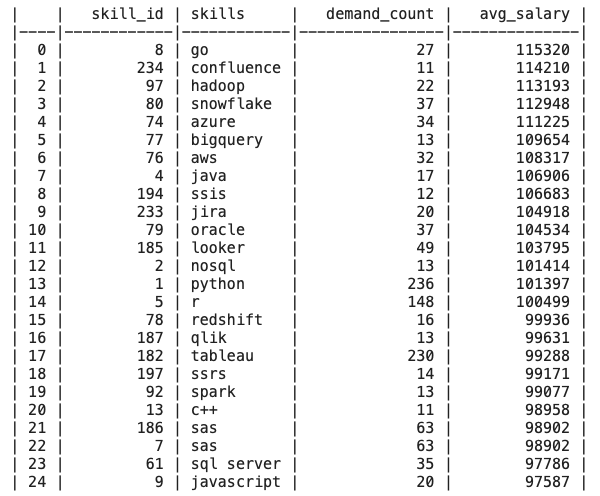 |    |   skill_id | skills     |   demand_count |   avg_salary |
|----|------------|------------|----------------|--------------|
|  0 |          8 | go         |             27 |       115320 |
|  1 |        234 | confluence |             11 |       114210 |
|  2 |         97 | hadoop     |             22 |       113193 |
|  3 |         80 | snowflake  |             37 |       112948 |
|  4 |         74 | azure      |             34 |       111225 |
|  5 |         77 | bigquery   |             13 |       109654 |
|  6 |         76 | aws        |             32 |       108317 |
|  7 |          4 | java       |             17 |       106906 |
|  8 |        194 | ssis       |             12 |       106683 |
|  9 |        233 | jira       |             20 |       104918 |
| 10 |         79 | oracle     |             37 |       104534 |
| 11 |        185 | looker     |             49 |       103795 |
| 12 |          2 | nosql      |             13 |       101414 |
| 13 |          1 | python     |            236 |       101397 |
| 14 |          5 | r          |            148 |       100499 |
| 15 |         78 | redshift   |             16 |        99936 |
| 16 |        187 | qlik       |             13 |        99631 |
| 17 |        182 | tableau    |            230 |        99288 |
| 18 |        197 | ssrs       |             14 |        99171 |
| 19 |         92 | spark      |             13 |        99077 |
| 20 |         13 | c++        |             11 |        98958 |
| 21 |        186 | sas        |             63 |        98902 |
| 22 |          7 | sas        |             63 |        98902 |
| 23 |         61 | sql server |             35 |        97786 |
| 24 |          9 | javascript |             20 |        97587 |